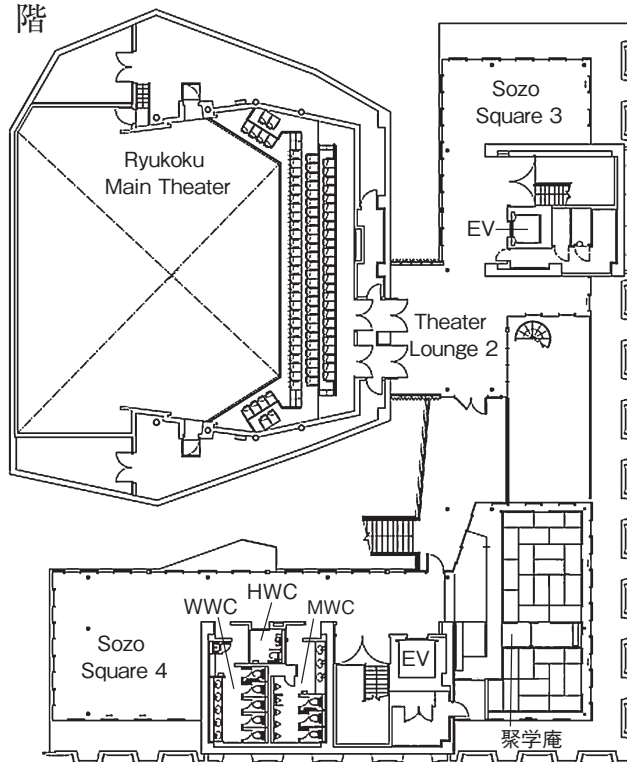 階
Sozo
Square 3
Ryukoku
Main Theater
EV
Theater
Lounge 2
HWC
WWC
MWC
Sozo
Square 4
EV
聚学庵